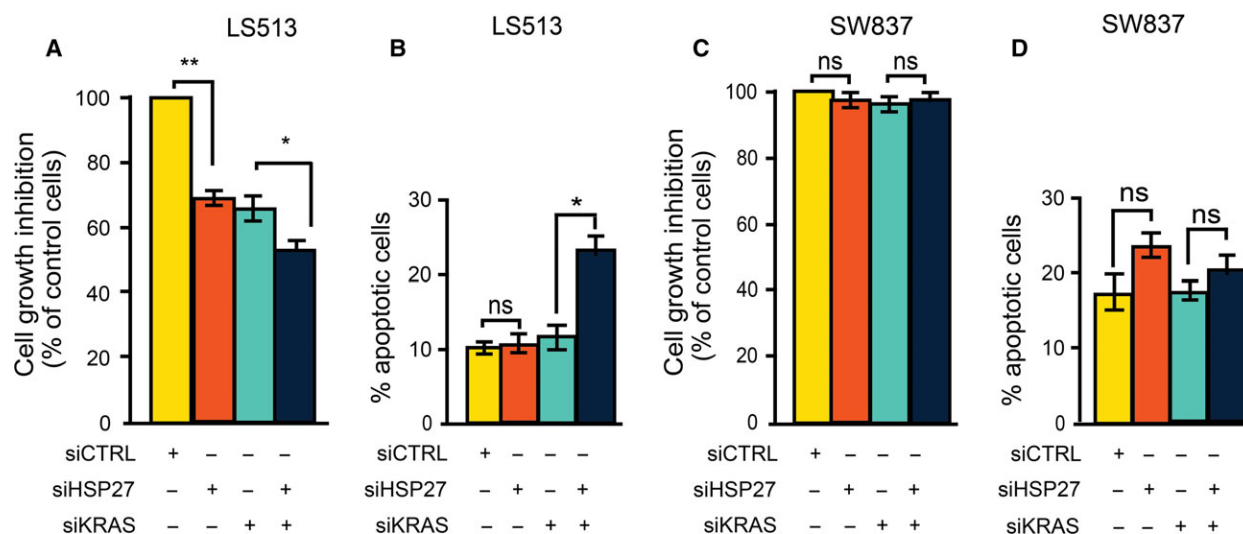 A
LS513
**
*
Cell growth inhibition
(% of control cells)
100
80
60
40
20
0
siCTRL + – – –
siHSP27 – + – +
siKRAS – – + +
B
LS513
*
ns
% apoptotic cells
30
20
10
0
siCTRL + – – –
siHSP27 – + – +
siKRAS – – + +
C
SW837
ns
ns
Cell growth inhibition
(% of control cells)
100
80
60
40
20
0
siCTRL + – – –
siHSP27 – + – +
siKRAS – – + +
D
SW837
ns
ns
% apoptotic cells
30
20
10
0
siCTRL + – – –
siHSP27 – + – +
siKRAS – – + +